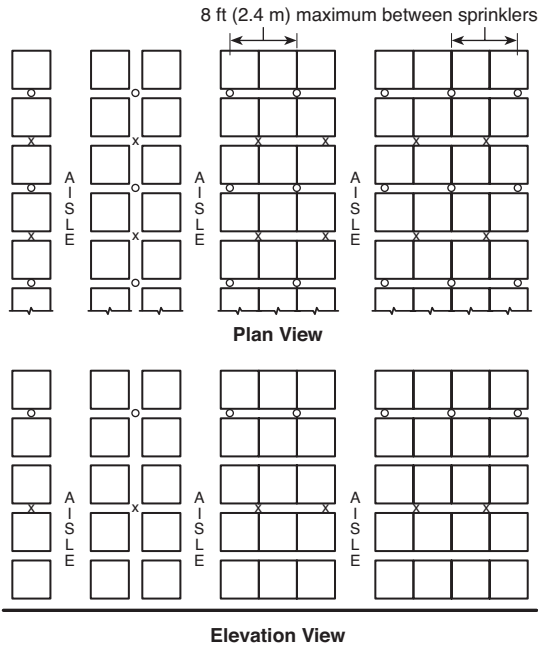 8 ft (2.4 m) maximum between sprinklers
x x x x x
AISLE AISLE AISLE
x x
x x x x
Plan View
AISLE AISLE AISLE
x x x x x x
Elevation View